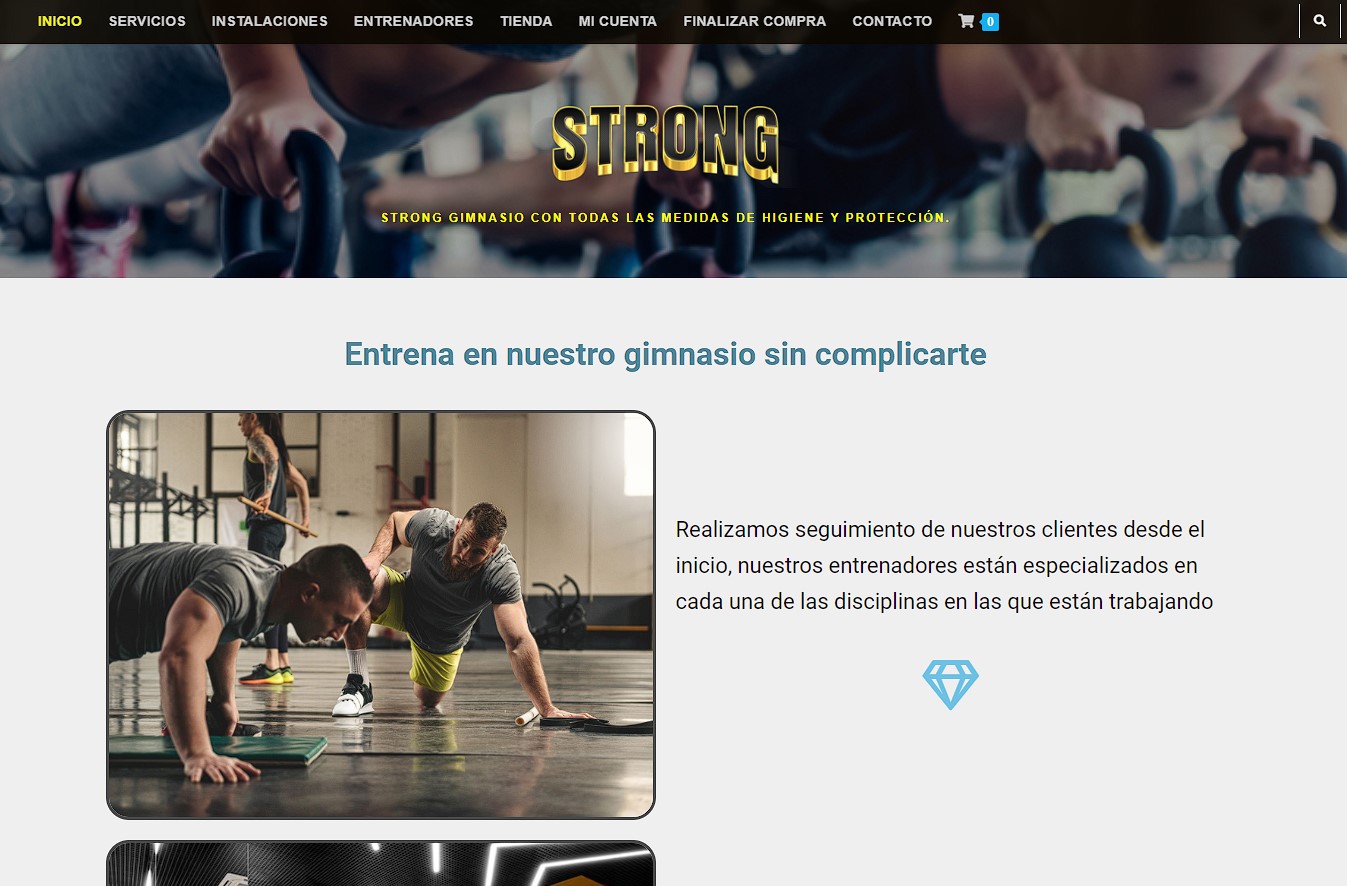 INICIO SERVICIOS INSTALACIONES ENTRENADORES TIENDA MI CUENTA FINALIZAR COMPRA CONTACTO 0
STRONG
STRONG GIMNASIO CON TODAS LAS MEDIDAS DE HIGIENE Y PROTECCIÓN.
Entrena en nuestro gimnasio sin complicarte
Realizamos seguimiento de nuestros clientes desde el
inicio, nuestros entrenadores están especializados en
cada una de las disciplinas en las que están trabajando